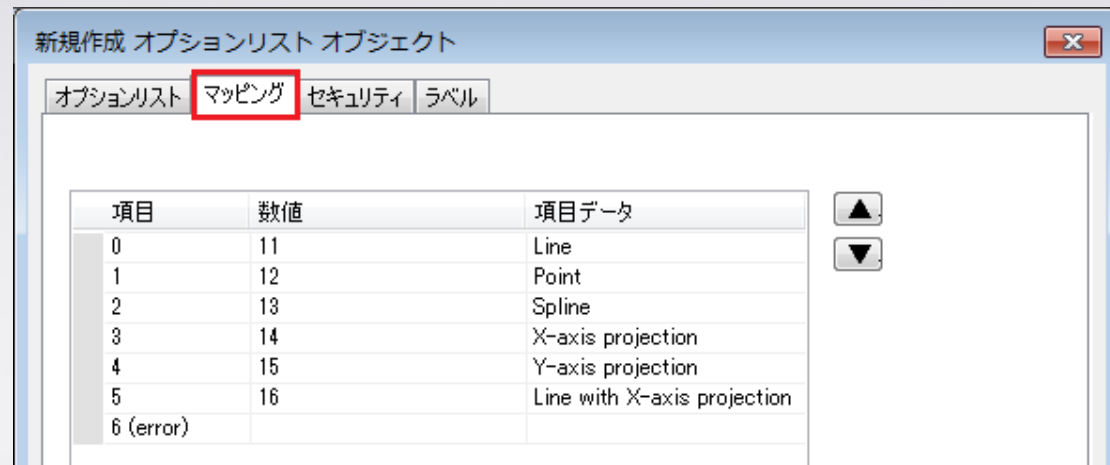 新規作成 オプションリスト オブジェクト
オプションリスト マッピング セキュリティ ラベル
項目 数値 項目データ
0 11 Line
1 12 Point
2 13 Spline
3 14 X-axis projection
4 15 Y-axis projection
5 16 Line with X-axis projection
6 (error)